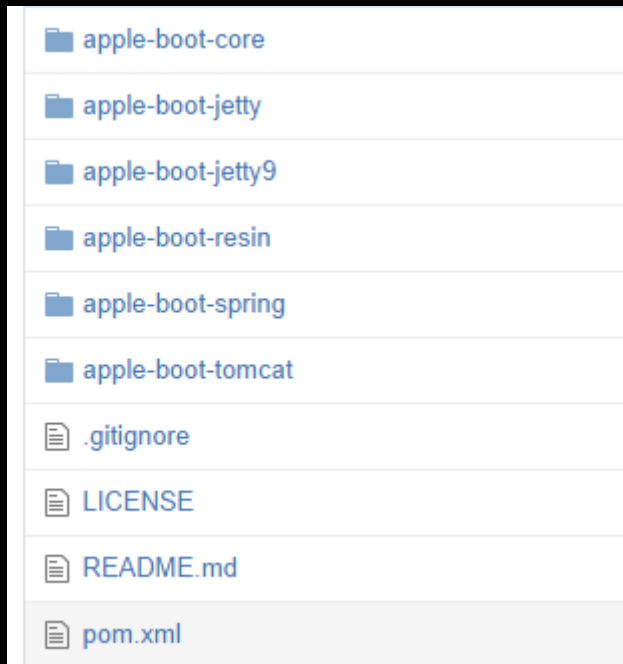 apple-boot-core
apple-boot-jetty
apple-boot-jetty9
apple-boot-resin
apple-boot-spring
apple-boot-tomcat
.gitignore
LICENSE
README.md
pom.xml